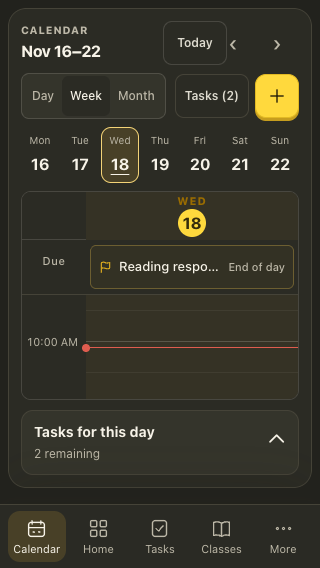 CALENDAR
Nov 16–22
Today
Day Week Month
Tasks (2)
Mon Tue Wed Thu Fri Sat Sun
16 17 18 19 20 21 22
WED
18
Due
Reading respo... End of day
10:00 AM
Tasks for this day
2 remaining
Calendar Home Tasks Classes More